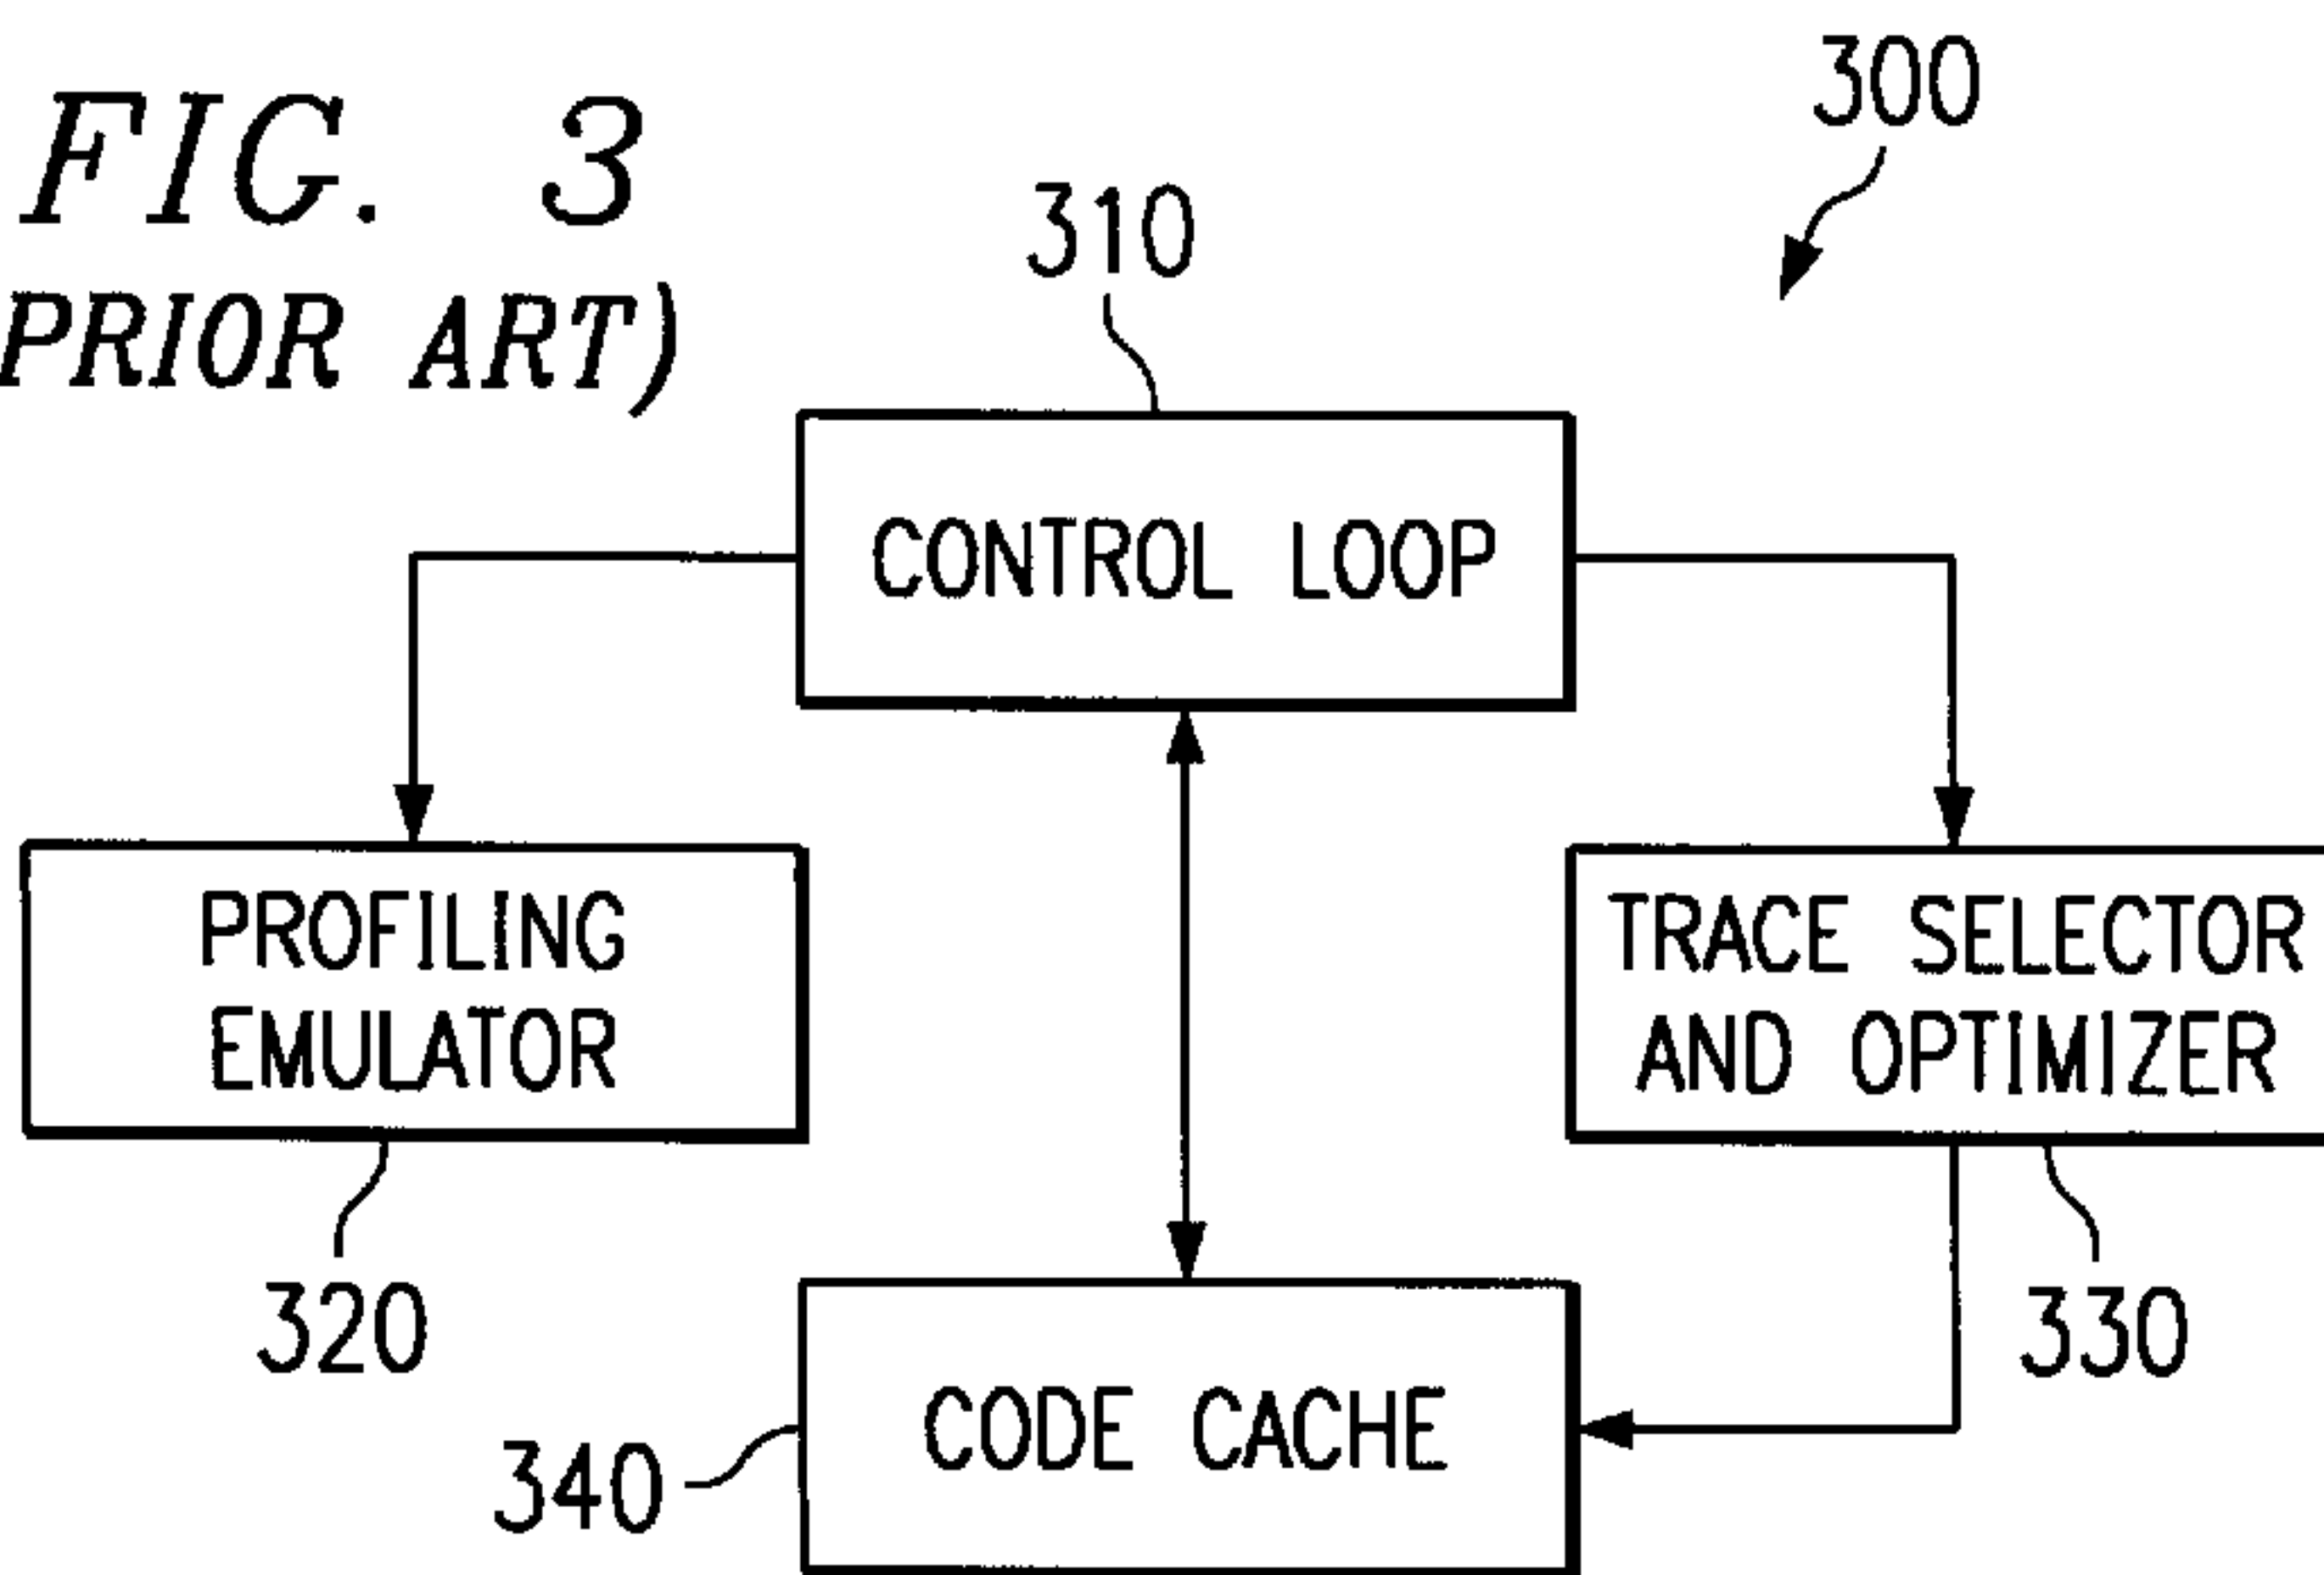 FIG. 3
PRIOR ART)
300
310
CONTROL LOOP
PROFILING
EMULATOR
TRACE SELECTOR
AND OPTIMIZER
320
330
340
CODE CACHE